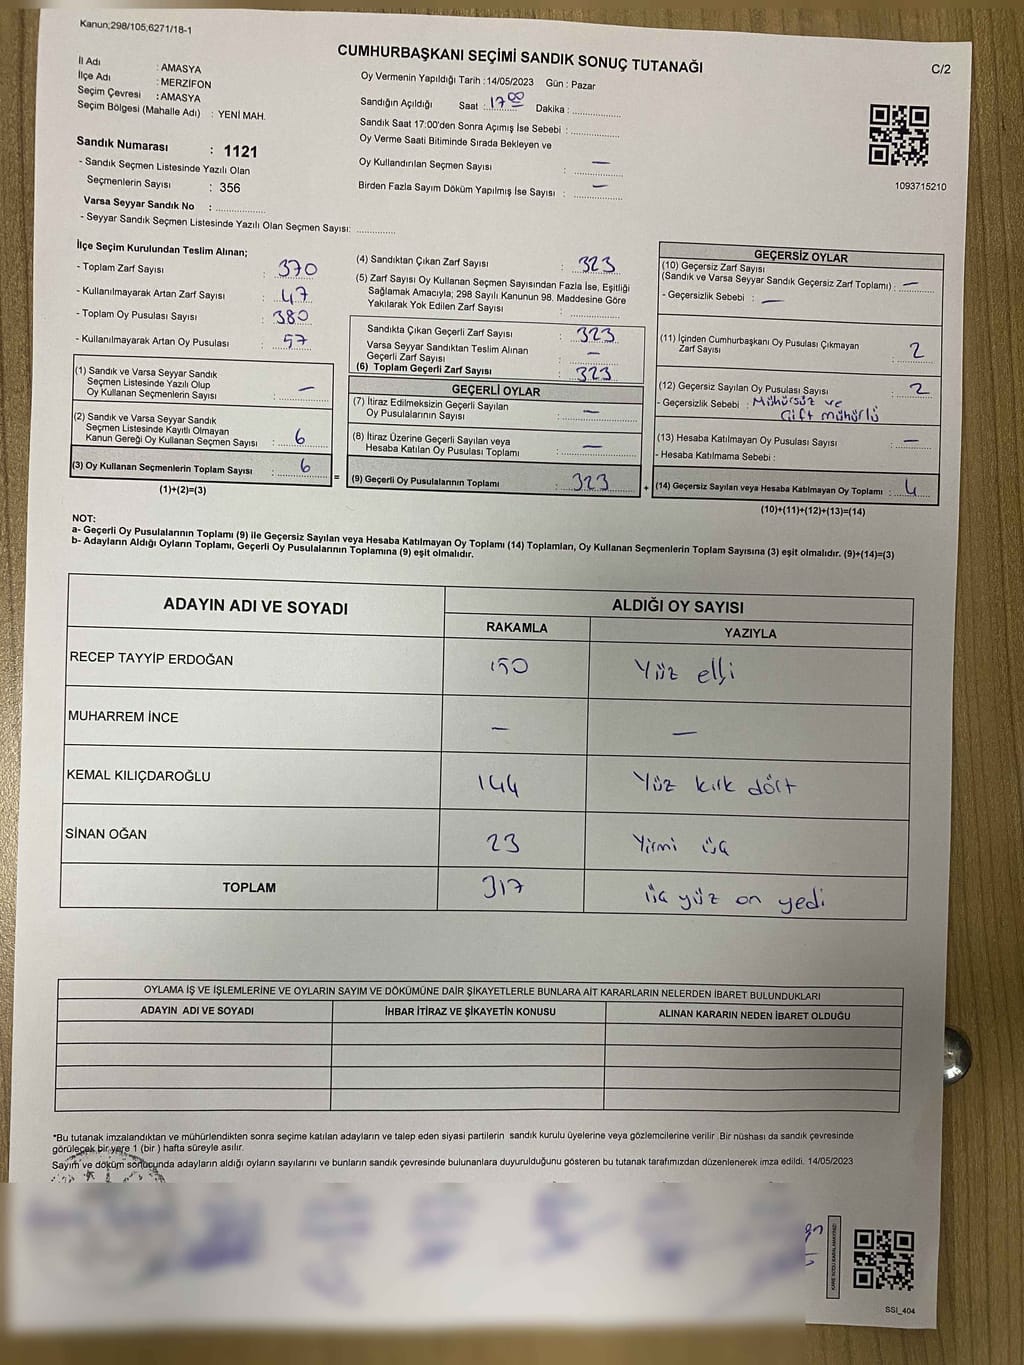 Kanun;298/105,6271/18-1
CUMHURBAŞKANI SEÇİMİ SANDIK SONUÇ TUTANAĞI
C/2
İl Adı : AMASYA
İlçe Adı : MERZİFON
Seçim Çevresi : AMASYA
Seçim Bölgesi (Mahalle Adı) : YENİ MAH.
Sandık Numarası : 1121
- Sandık Seçmen Listesinde Yazılı Olan
Seçmenlerin Sayısı : 356
Varsa Seyyar Sandık No : ................
- Seyyar Sandık Seçmen Listesinde Yazılı Olan Seçmen Sayısı: ............
Oy Vermenin Yapıldığı Tarih :14/05/2023 Gün : Pazar
Sandığın Açıldığı Saat : 17 00 Dakika : ..............
Sandık Saat 17:00'den Sonra Açımış İse Sebebi : ..............
Oy Verme Saati Bitiminde Sırada Bekleyen ve
Oy Kullandırılan Seçmen Sayısı : —
Birden Fazla Sayım Döküm Yapılmış İse Sayısı : —
1093715210
İlçe Seçim Kurulundan Teslim Alınan;
- Toplam Zarf Sayısı : 370
- Kullanılmayarak Artan Zarf Sayısı : 47
- Toplam Oy Pusulası Sayısı : 380
- Kullanılmayarak Artan Oy Pusulası : 57
(1) Sandık ve Varsa Seyyar Sandık
Seçmen Listesinde Yazılı Olup
Oy Kullanan Seçmenlerin Sayısı : —
(2) Sandık ve Varsa Seyyar Sandık
Seçmen Listesinde Kayıtlı Olmayan
Kanun Gereği Oy Kullanan Seçmen Sayısı : 6
(3) Oy Kullanan Seçmenlerin Toplam Sayısı : 6
(1)+(2)=(3)
=
(4) Sandıktan Çıkan Zarf Sayısı : 323
(5) Zarf Sayısı Oy Kullanan Seçmen Sayısından Fazla İse, Eşitliği
Sağlamak Amacıyla; 298 Sayılı Kanunun 98. Maddesine Göre
Yakılarak Yok Edilen Zarf Sayısı : ..............
Sandıkta Çıkan Geçerli Zarf Sayısı : 323
Varsa Seyyar Sandıktan Teslim Alınan
Geçerli Zarf Sayısı : —
(6) Toplam Geçerli Zarf Sayısı : 323
GEÇERLİ OYLAR
(7) İtiraz Edilmeksizin Geçerli Sayılan
Oy Pusulalarının Sayısı : —
(8) İtiraz Üzerine Geçerli Sayılan veya
Hesaba Katılan Oy Pusulası Toplamı : —
(9) Geçerli Oy Pusulalarının Toplamı : 323
+
GEÇERSİZ OYLAR
(10) Geçersiz Zarf Sayısı
(Sandık ve Varsa Seyyar Sandık Geçersiz Zarf Toplamı) : —
- Geçersizlik Sebebi : —
(11) İçinden Cumhurbaşkanı Oy Pusulası Çıkmayan
Zarf Sayısı : 2
(12) Geçersiz Sayılan Oy Pusulası Sayısı : 2
- Geçersizlik Sebebi : Mühürsüz ve
Çift mühürlü
(13) Hesaba Katılmayan Oy Pusulası Sayısı : —
- Hesaba Katılmama Sebebi :
(14) Geçersiz Sayılan veya Hesaba Katılmayan Oy Toplamı : 4
(10)+(11)+(12)+(13)=(14)
NOT:
a- Geçerli Oy Pusulalarının Toplamı (9) ile Geçersiz Sayılan veya Hesaba Katılmayan Oy Toplamı (14) Toplamları, Oy Kullanan Seçmenlerin Toplam Sayısına (3) eşit olmalıdır. (9)+(14)=(3)
b- Adayların Aldığı Oyların Toplamı, Geçerli Oy Pusulalarının Toplamına (9) eşit olmalıdır.
ADAYIN ADI VE SOYADI ALDIĞI OY SAYISI
RAKAMLA YAZIYLA
RECEP TAYYİP ERDOĞAN 150 Yüz elli
MUHARREM İNCE — —
KEMAL KILIÇDAROĞLU 144 Yüz kırk dört
SİNAN OĞAN 23 Yirmi üç
TOPLAM 317 üç yüz on yedi
OYLAMA İŞ VE İŞLEMLERİNE VE OYLARIN SAYIM VE DÖKÜMÜNE DAİR ŞİKAYETLERLE BUNLARA AİT KARARLARIN NELERDEN İBARET BULUNDUKLARI
ADAYIN ADI VE SOYADI İHBAR İTİRAZ VE ŞİKAYETİN KONUSU ALINAN KARARIN NEDEN İBARET OLDUĞU
*Bu tutanak imzalandıktan ve mühürlendikten sonra seçime katılan adayların ve talep eden siyasi partilerin sandık kurulu üyelerine veya gözlemcilerine verilir .Bir nüshası da sandık çevresinde
görülecek bir yere 1 (bir ) hafta süreyle asılır.
Sayım ve döküm sonucunda adayların aldığı oyların sayılarını ve bunların sandık çevresinde bulunanlara duyurulduğunu gösteren bu tutanak tarafımızdan düzenlenerek imza edildi. 14/05/2023
SSİ_404